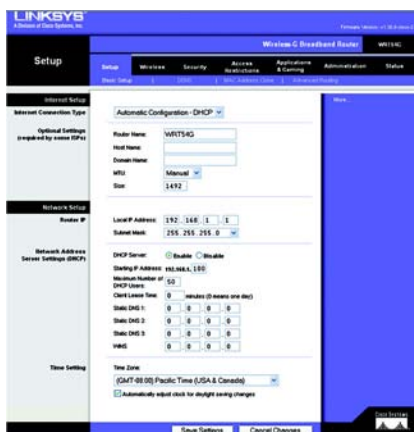 LINKSYS
A Division of Cisco Systems, Inc.
Wireless-G Broadband Router WRT54G
Setup
Setup Wireless Security Access Restrictions Applications & Gaming Administration Status
Basic Setup | DDNS | MAC Address Clone | Advanced Routing
Internet Setup
More...
Internet Connection Type
Automatic Configuration - DHCP
Optional Settings
(required by some ISPs)
Router Name: WRT54G
Host Name:
Domain Name:
MTU: Manual
Size: 1492
Network Setup
Router IP
Local IP Address: 192 . 168 . 1 . 1
Subnet Mask: 255.255.255.0
Network Address
Server Settings (DHCP)
DHCP Server: Enable Disable
Starting IP Address: 192.168.1. 100
Maximum Number of
DHCP Users: 50
Client Lease Time: 0 minutes (0 means one day)
Static DNS 1: 0 . 0 . 0 . 0
Static DNS 2: 0 . 0 . 0 . 0
Static DNS 3: 0 . 0 . 0 . 0
WINS: 0 . 0 . 0 . 0
Time Setting
Time Zone:
(GMT-08:00) Pacific Time (USA & Canada)
Automatically adjust clock for daylight saving changes
Save Settings Cancel Changes
Cisco Systems